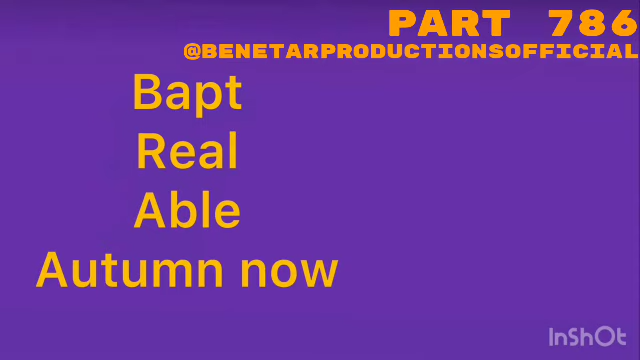 PART 786
@BENETARPRODUCTIONSOFFICIAL
Bapt
Real
Able
Autumn now
InShOt